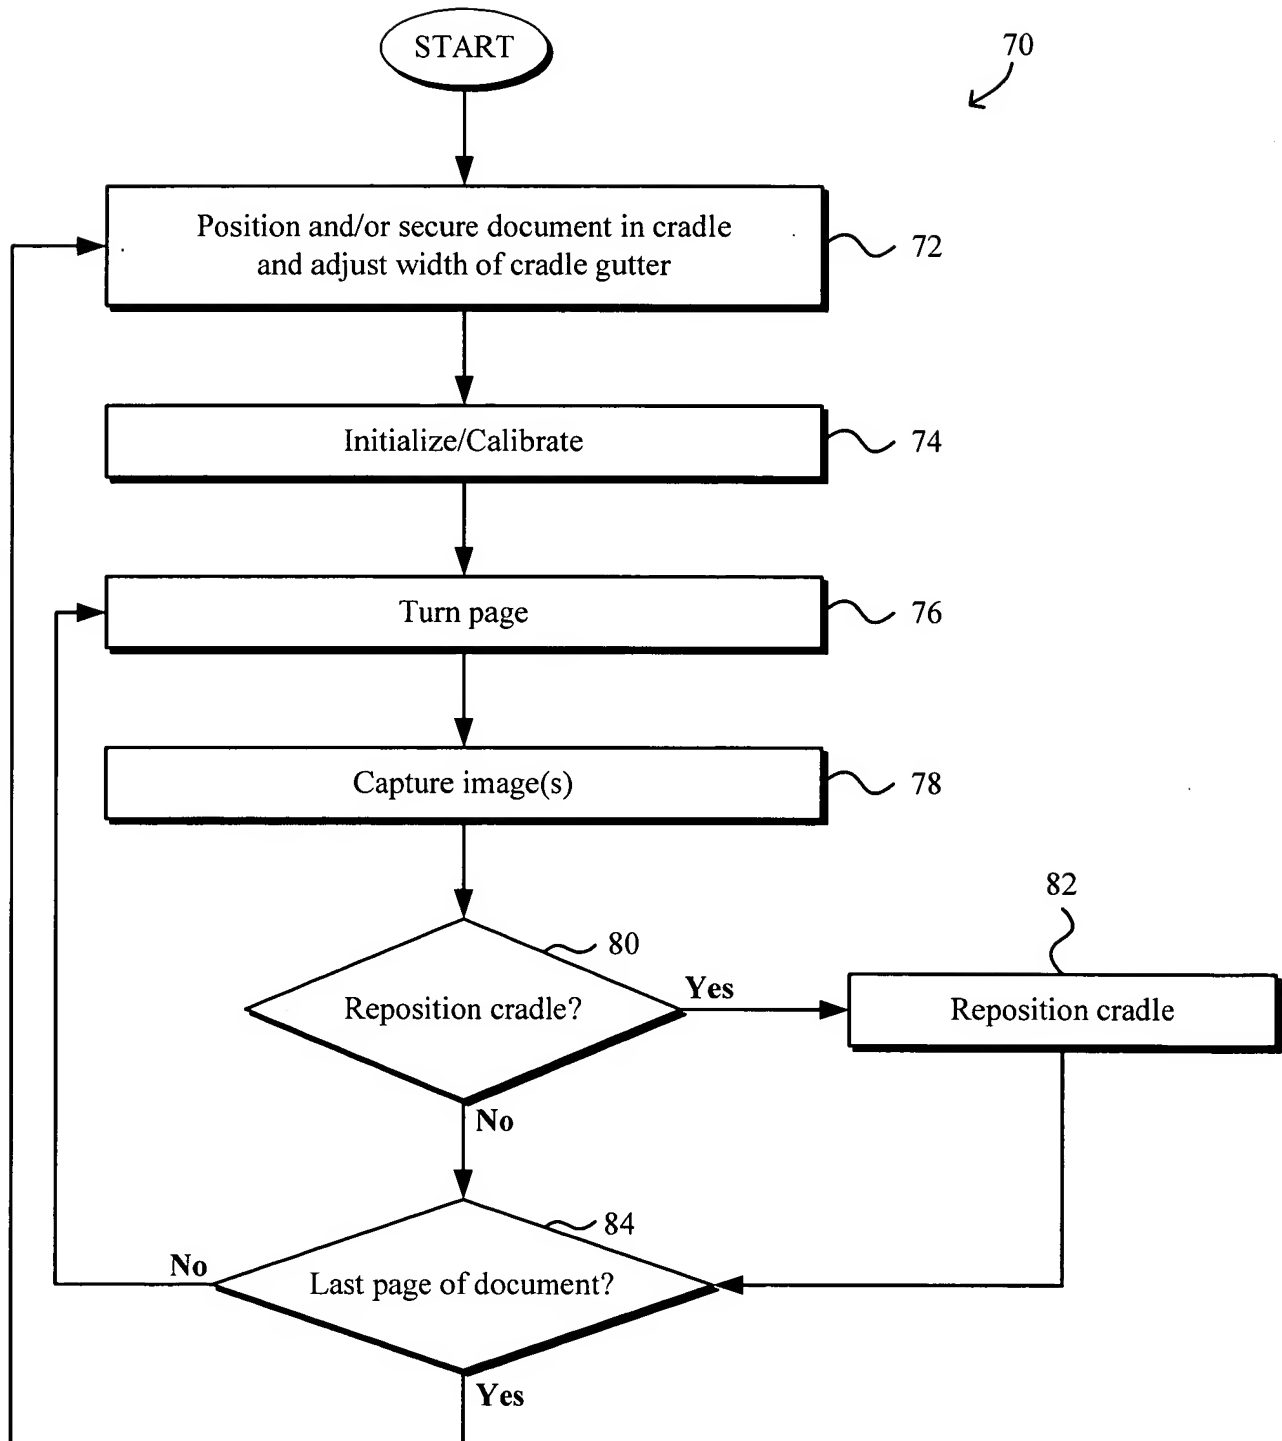 START
70
Position and/or secure document in cradle
and adjust width of cradle gutter
72
Initialize/Calibrate
74
Turn page
76
Capture image(s)
78
82
80
Reposition cradle?
Yes
Reposition cradle
No
84
No
Last page of document?
Yes